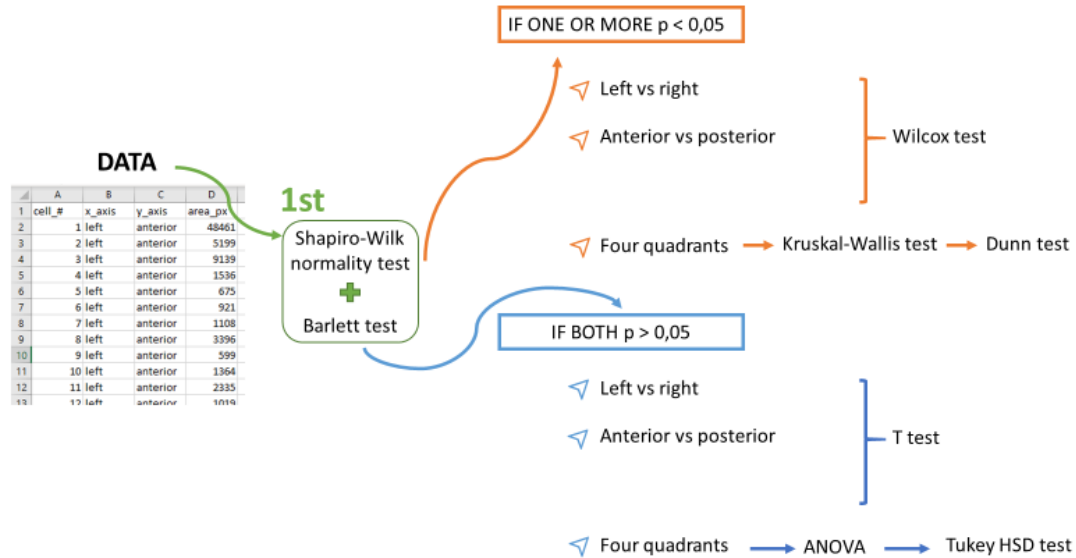 IF ONE OR MORE p < 0,05
Left vs right
Anterior vs posterior
Wilcox test
Four quadrants
Kruskal-Wallis test
Dunn test
DATA
A B C D
1 cell_# x_axis y_axis area_px
2 1 left anterior 48461
3 2 left anterior 5199
4 3 left anterior 9139
5 4 left anterior 1536
6 5 left anterior 675
7 6 left anterior 921
8 7 left anterior 1108
9 8 left anterior 3396
10 9 left anterior 599
11 10 left anterior 1364
12 11 left anterior 2335
13 12 left anterior 1019
1st
Shapiro-Wilk
normality test
Barlett test
IF BOTH p > 0,05
Left vs right
Anterior vs posterior
T test
Four quadrants
ANOVA
Tukey HSD test